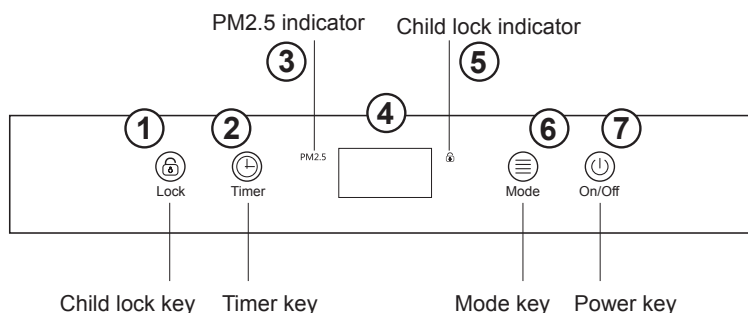 PM2.5 indicator
Child lock indicator
3
5
4
1
2
6
7
PM2.5
Lock
Timer
Mode
On/Off
Child lock key
Timer key
Mode key
Power key